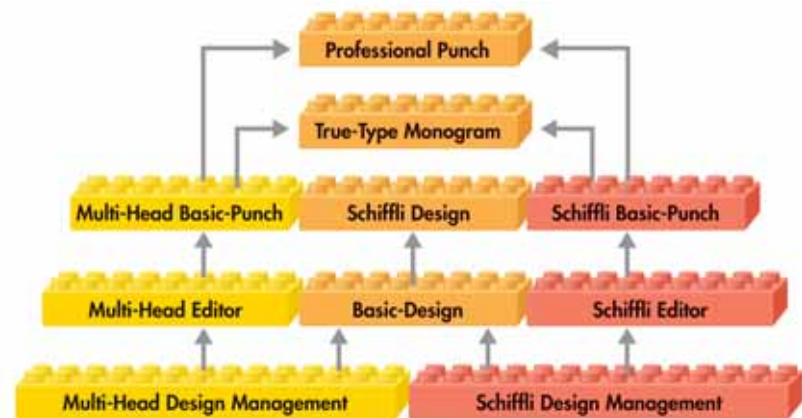 Professional Punch
True-Type Monogram
Multi-Head Basic-Punch
Schiffli Design
Schiffli Basic-Punch
Multi-Head Editor
Basic-Design
Schiffli Editor
Multi-Head Design Management
Schiffli Design Management